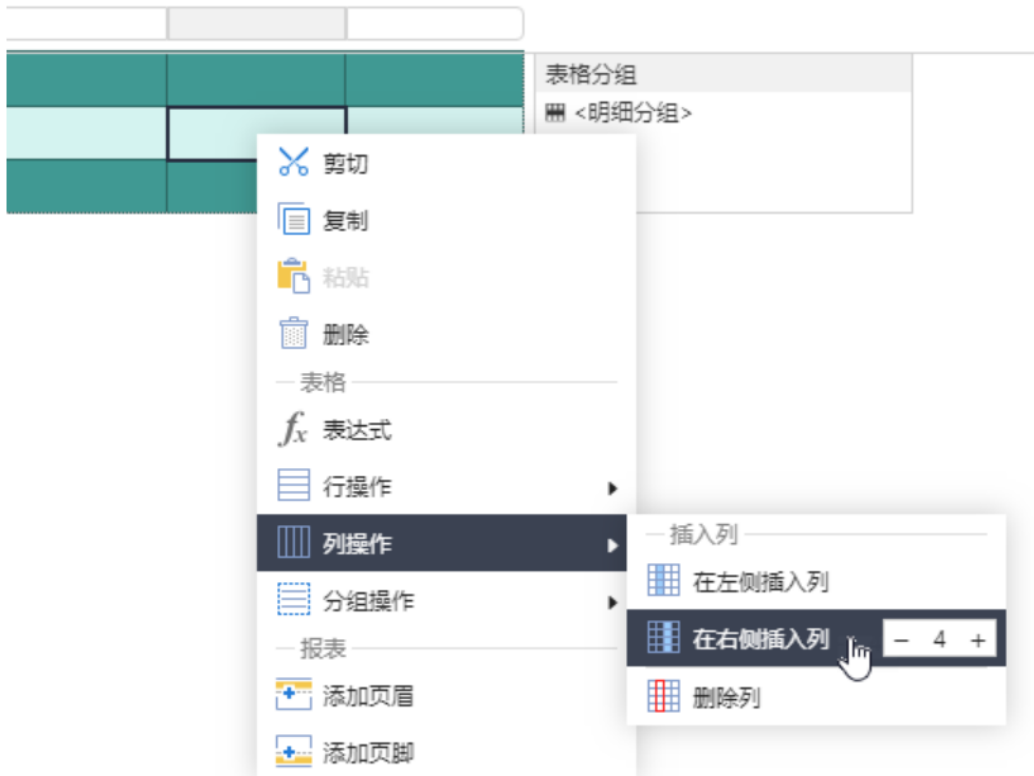 表格分组
<明细分组>
剪切
复制
粘贴
删除
表格
fx 表达式
行操作
列操作
插入列
在左侧插入列
分组操作
在右侧插入列 − 4 +
报表
删除列
添加页眉
添加页脚